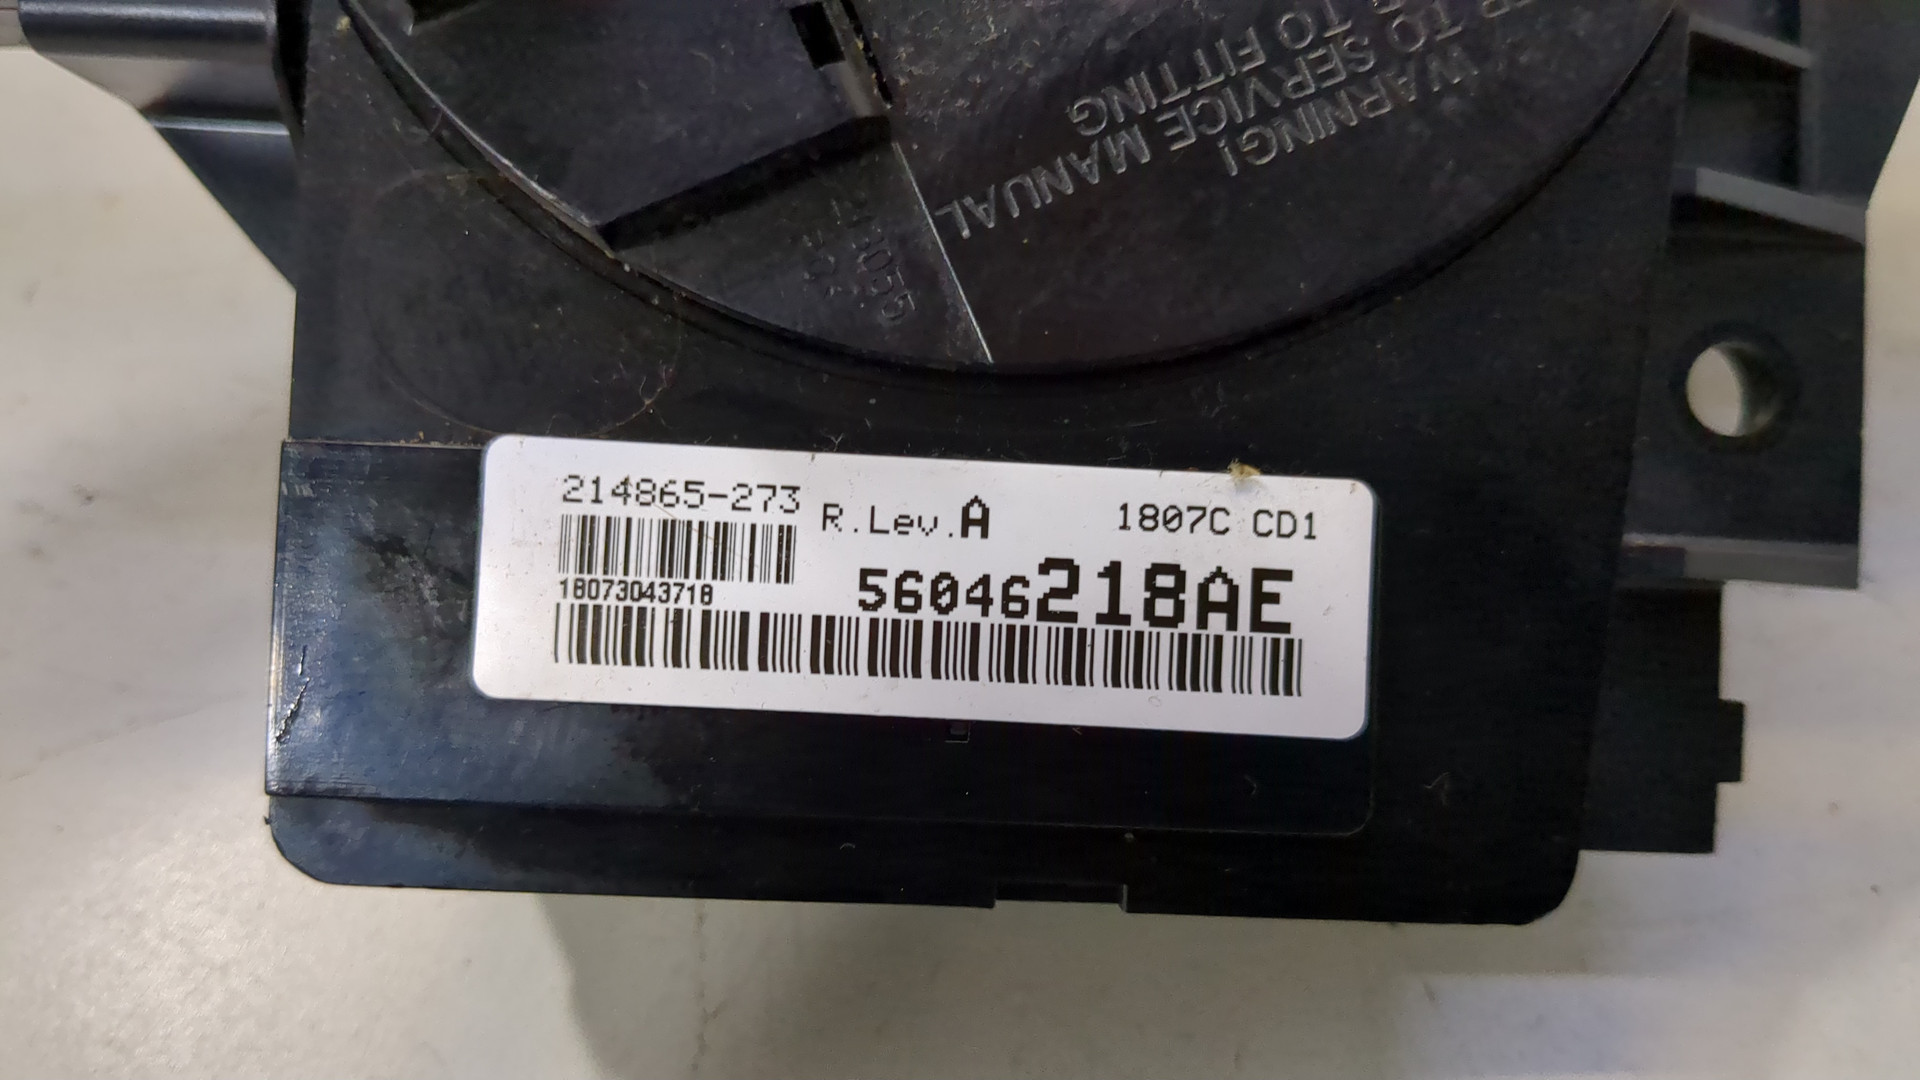 WARNING!
TO SERVICE MANUAL
TO FITTING
214865-273
R.Lev.A
1807C CD1
18073043718
56046218AE